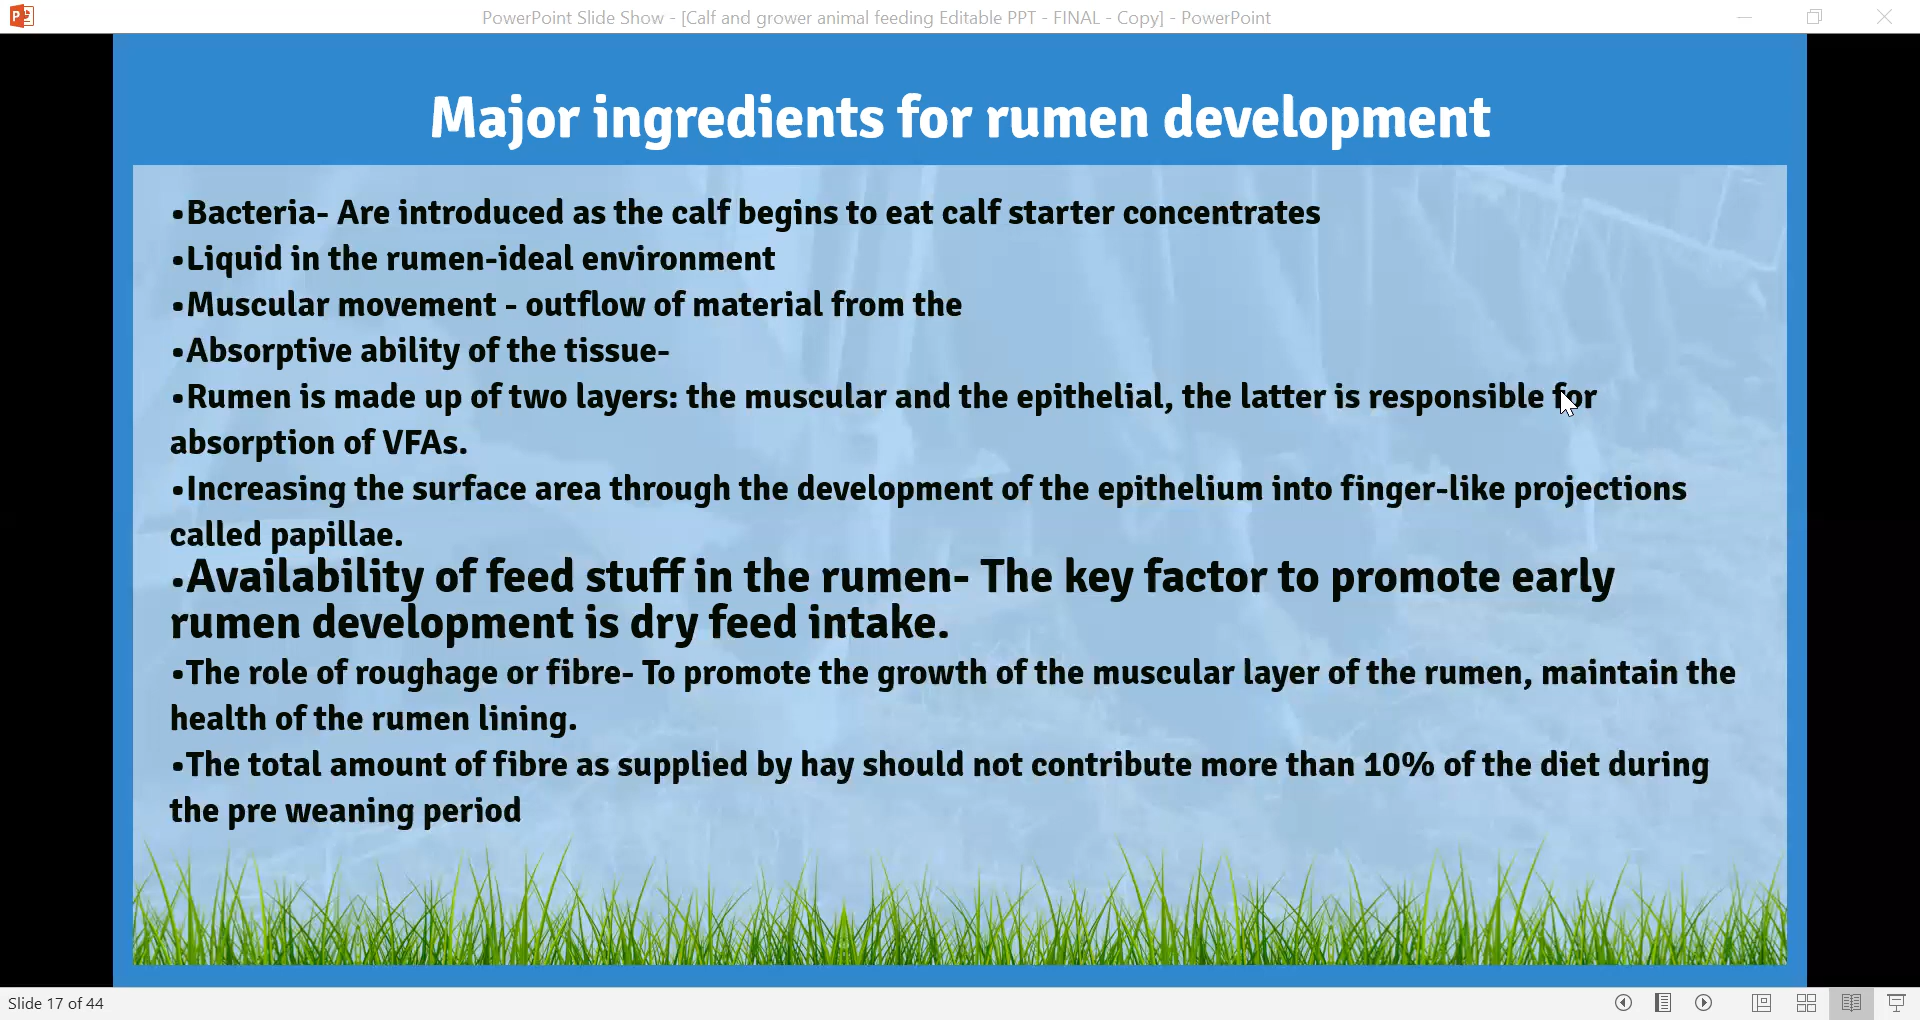 PowerPoint Slide Show - [Calf and grower animal feeding Editable PPT - FINAL - Copy] - PowerPoint
Major ingredients for rumen development
•Bacteria- Are introduced as the calf begins to eat calf starter concentrates
•Liquid in the rumen-ideal environment
•Muscular movement - outflow of material from the
•Absorptive ability of the tissue-
•Rumen is made up of two layers: the muscular and the epithelial, the latter is responsible for
absorption of VFAs.
•Increasing the surface area through the development of the epithelium into finger-like projections
called papillae.
•Availability of feed stuff in the rumen- The key factor to promote early
rumen development is dry feed intake.
•The role of roughage or fibre- To promote the growth of the muscular layer of the rumen, maintain the
health of the rumen lining.
•The total amount of fibre as supplied by hay should not contribute more than 10% of the diet during
the pre weaning period
Slide 17 of 44